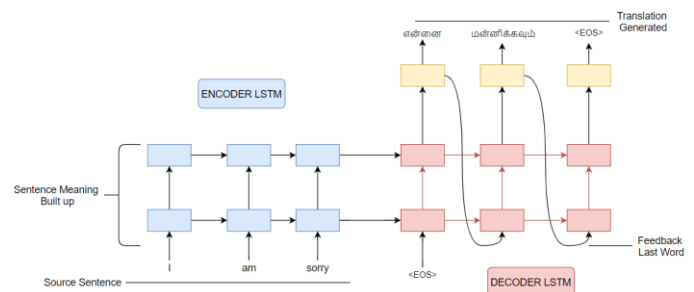 Translation
Generated
என்னை
மன்னிக்கவும்
<EOS>
ENCODER LSTM
Sentence Meaning
Built up
I
am
sorry
<EOS>
Feedback
Last Word
Source Sentence
DECODER LSTM